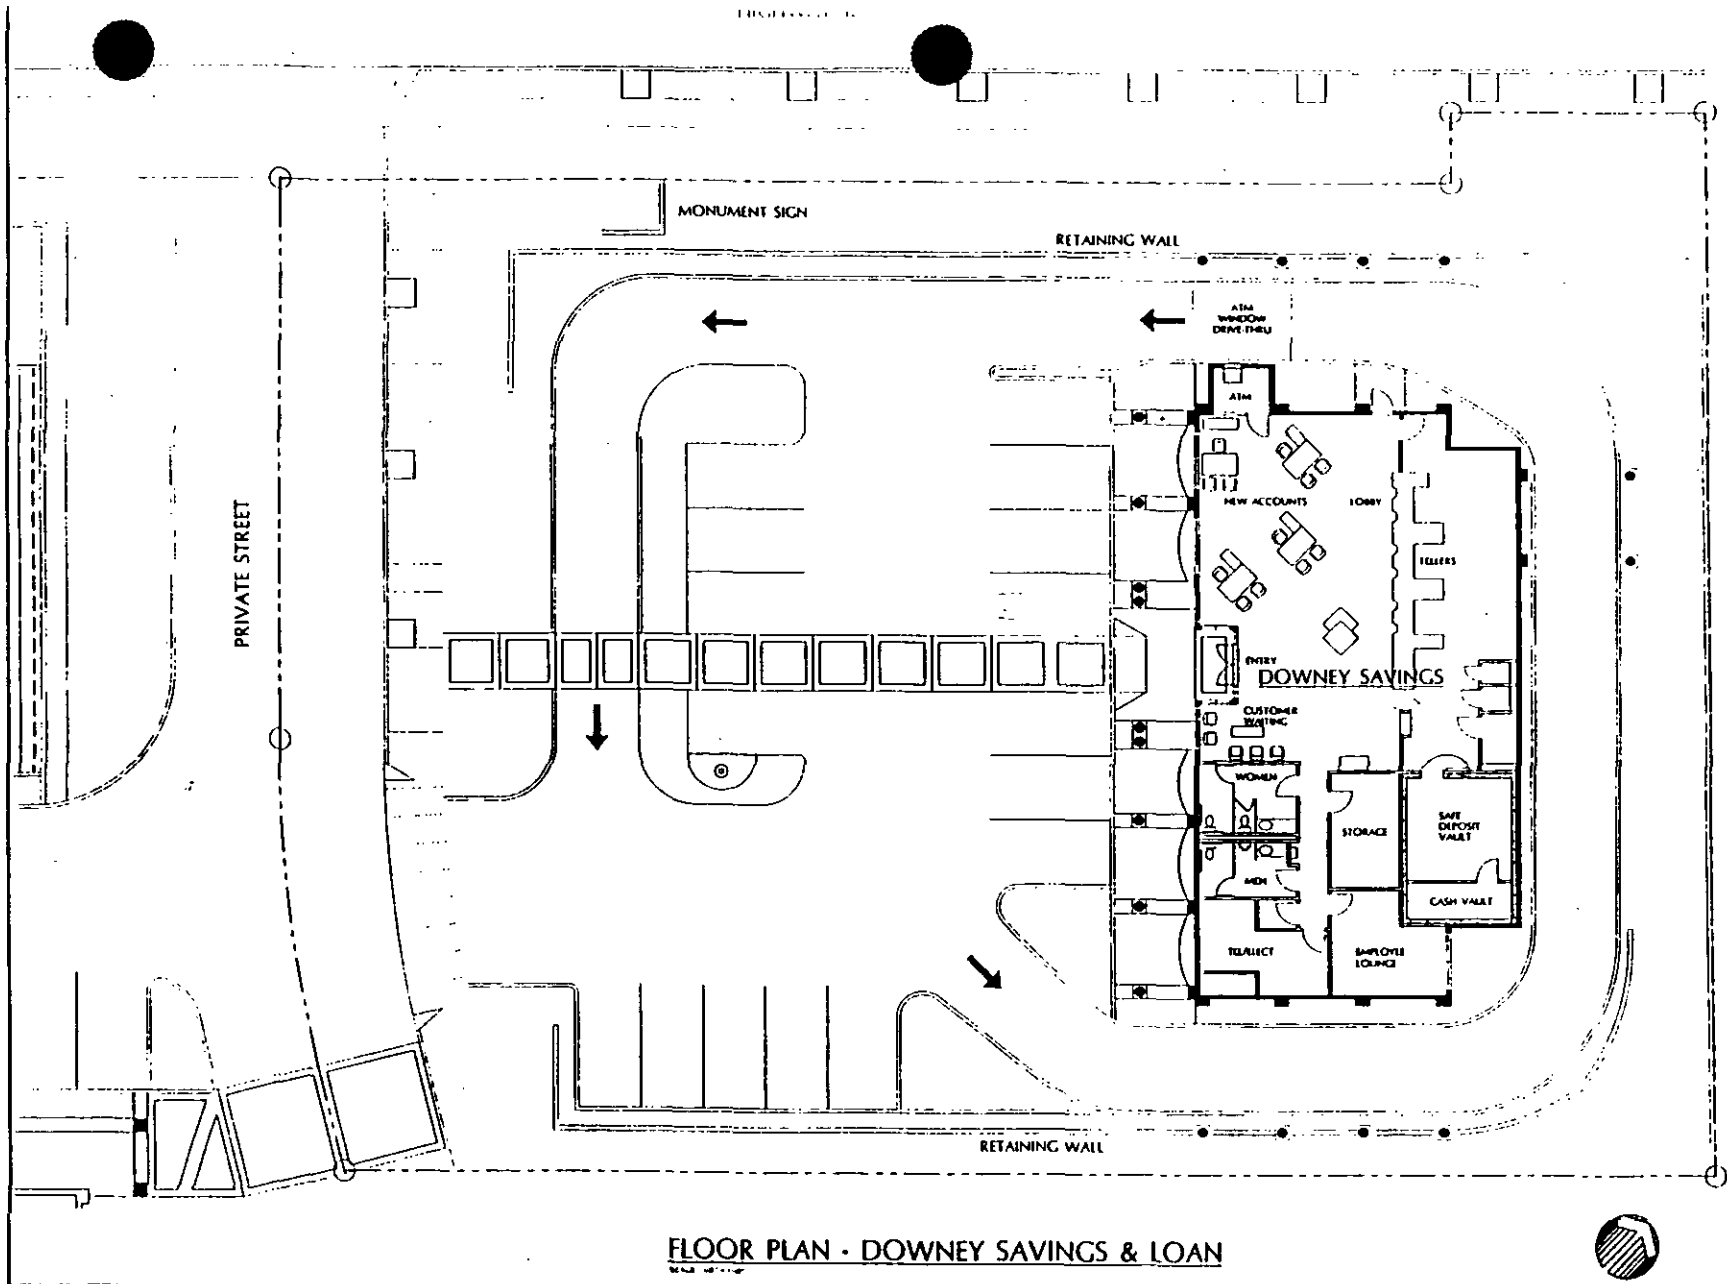 MONUMENT SIGN
RETAINING WALL
ATM
WINDOW
DRIVE-THRU
ATM
NEW ACCOUNTS
LOBBY
TELLERS
PRIVATE STREET
ENTRY
DOWNEY SAVINGS
CUSTOMER
WAITING
WOMEN
STORAGE
SAFE
DEPOSIT
VAULT
MEN
CASH VAULT
EMPLOYEE
LOUNGE
RETAINING WALL
FLOOR PLAN · DOWNEY SAVINGS & LOAN